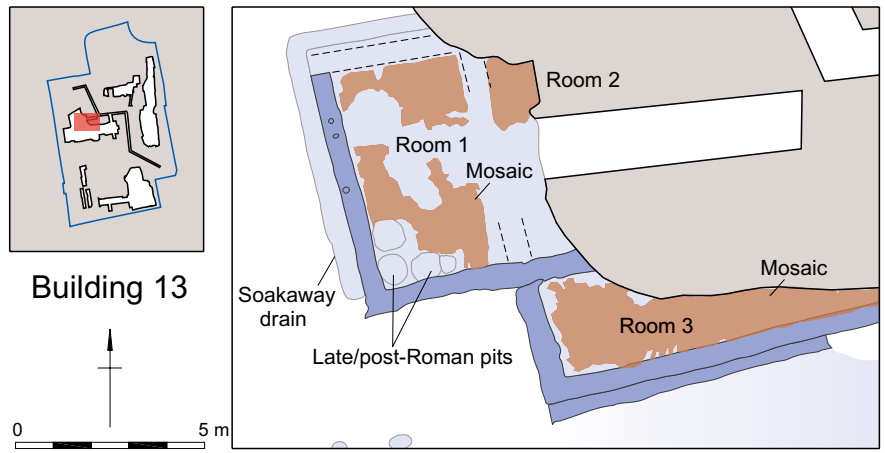 Room 2
Room 1
Mosaic
Mosaic
Building 13
Soakaway
drain
Room 3
Late/post-Roman pits
0
5 m